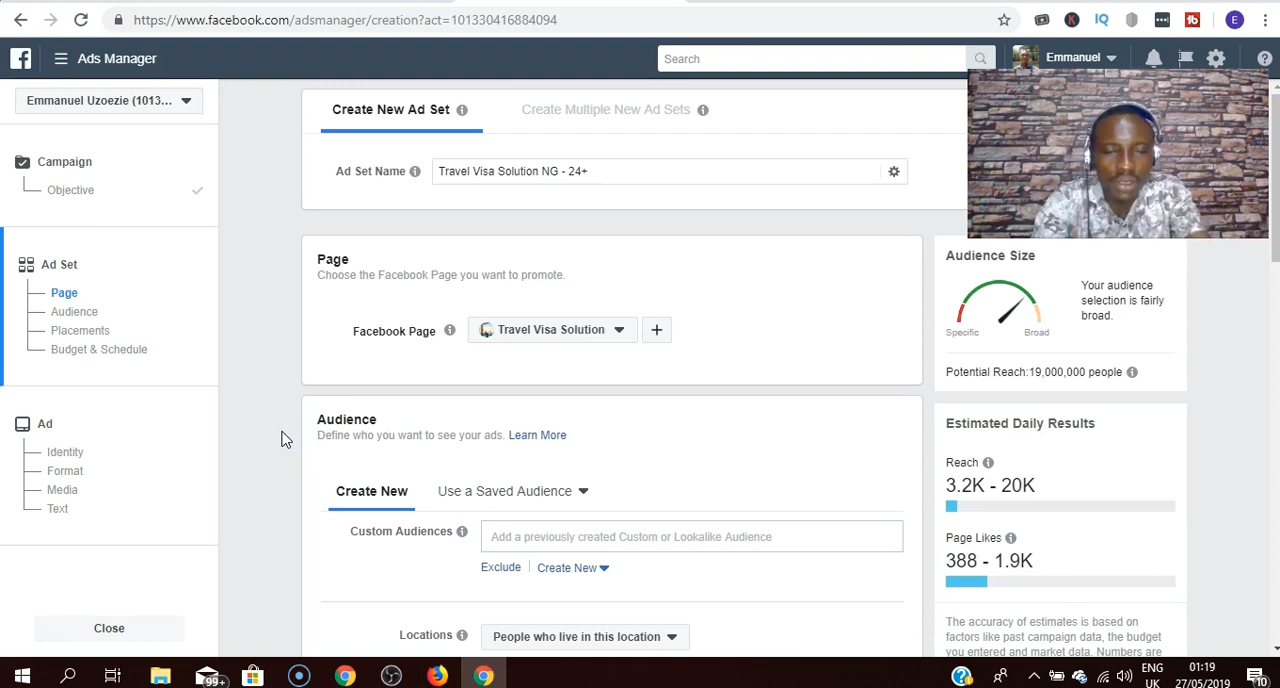 https://www.facebook.com/adsmanager/creation?act=101330416884094
K
IQ
tb
E
f
Ads Manager
Search
Emmanuel
?
Emmanuel Uzoezie (1013...
Campaign
Objective
Ad Set
Page
Audience
Placements
Budget & Schedule
Ad
Identity
Format
Media
Text
Close
Create New Ad Set
Create Multiple New Ad Sets
Ad Set Name
Travel Visa Solution NG - 24+
Page
Choose the Facebook Page you want to promote.
Facebook Page
Travel Visa Solution
+
Audience
Define who you want to see your ads. Learn More
Create New
Use a Saved Audience
Custom Audiences
Add a previously created Custom or Lookalike Audience
Exclude
Create New
Locations
People who live in this location
Audience Size
Your audience
selection is fairly
broad.
Specific
Broad
Potential Reach:19,000,000 people
Estimated Daily Results
Reach
3.2K - 20K
Page Likes
388 - 1.9K
The accuracy of estimates is based on
factors like past campaign data, the budget
you entered and market data. Numbers are
99+
ENG
UK
01:19
27/05/2019
10